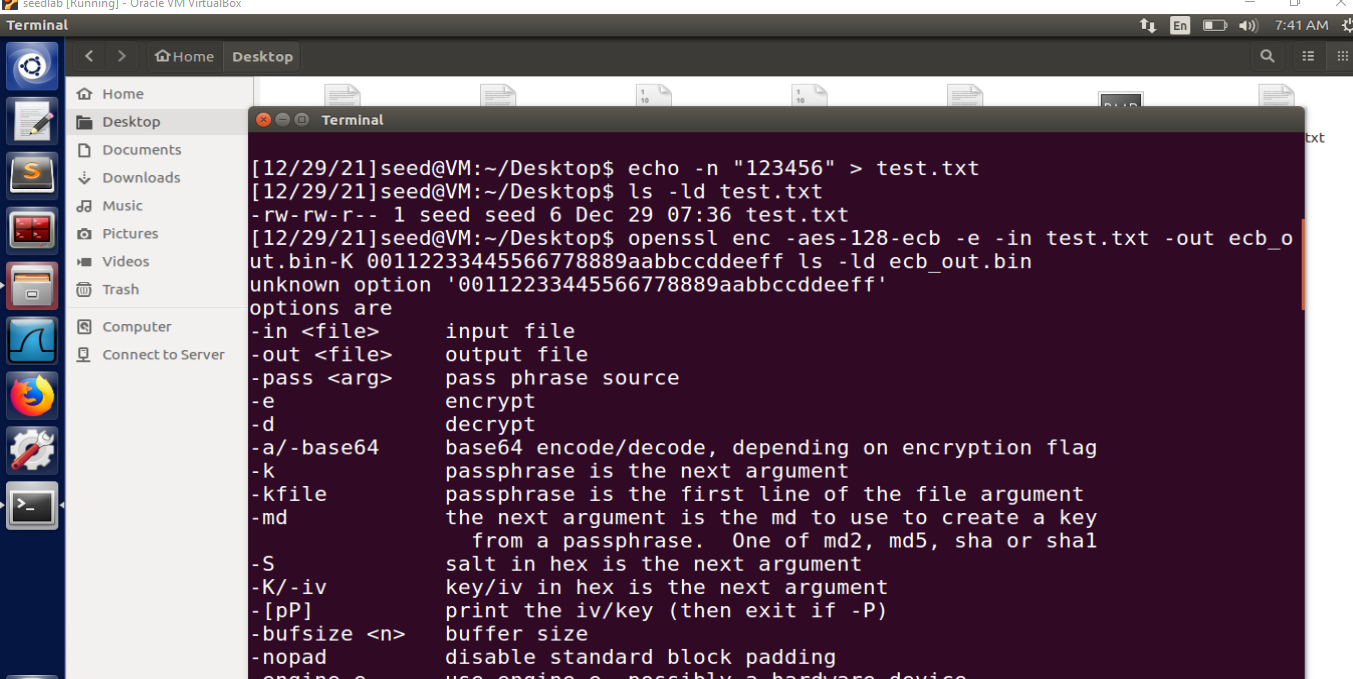 seedlab [Running] - Oracle VM VirtualBox
Terminal
En
7:41 AM
Home
Desktop
Home
Desktop
Documents
Downloads
Music
Pictures
Videos
Trash
Computer
Connect to Server
txt
Terminal
[12/29/21]seed@VM:~/Desktop$ echo -n "123456" > test.txt
[12/29/21]seed@VM:~/Desktop$ ls -ld test.txt
-rw-rw-r-- 1 seed seed 6 Dec 29 07:36 test.txt
[12/29/21]seed@VM:~/Desktop$ openssl enc -aes-128-ecb -e -in test.txt -out ecb_o
ut.bin-K 00112233445566778889aabbccddeeff ls -ld ecb_out.bin
unknown option '00112233445566778889aabbccddeeff'
options are
-in <file>     input file
-out <file>    output file
-pass <arg>    pass phrase source
-e             encrypt
-d             decrypt
-a/-base64     base64 encode/decode, depending on encryption flag
-k             passphrase is the next argument
-kfile         passphrase is the first line of the file argument
-md            the next argument is the md to use to create a key
                 from a passphrase.  One of md2, md5, sha or sha1
-S             salt in hex is the next argument
-K/-iv         key/iv in hex is the next argument
-[pP]          print the iv/key (then exit if -P)
-bufsize <n>   buffer size
-nopad         disable standard block padding
-engine e      use engine e, possibly a hardware device